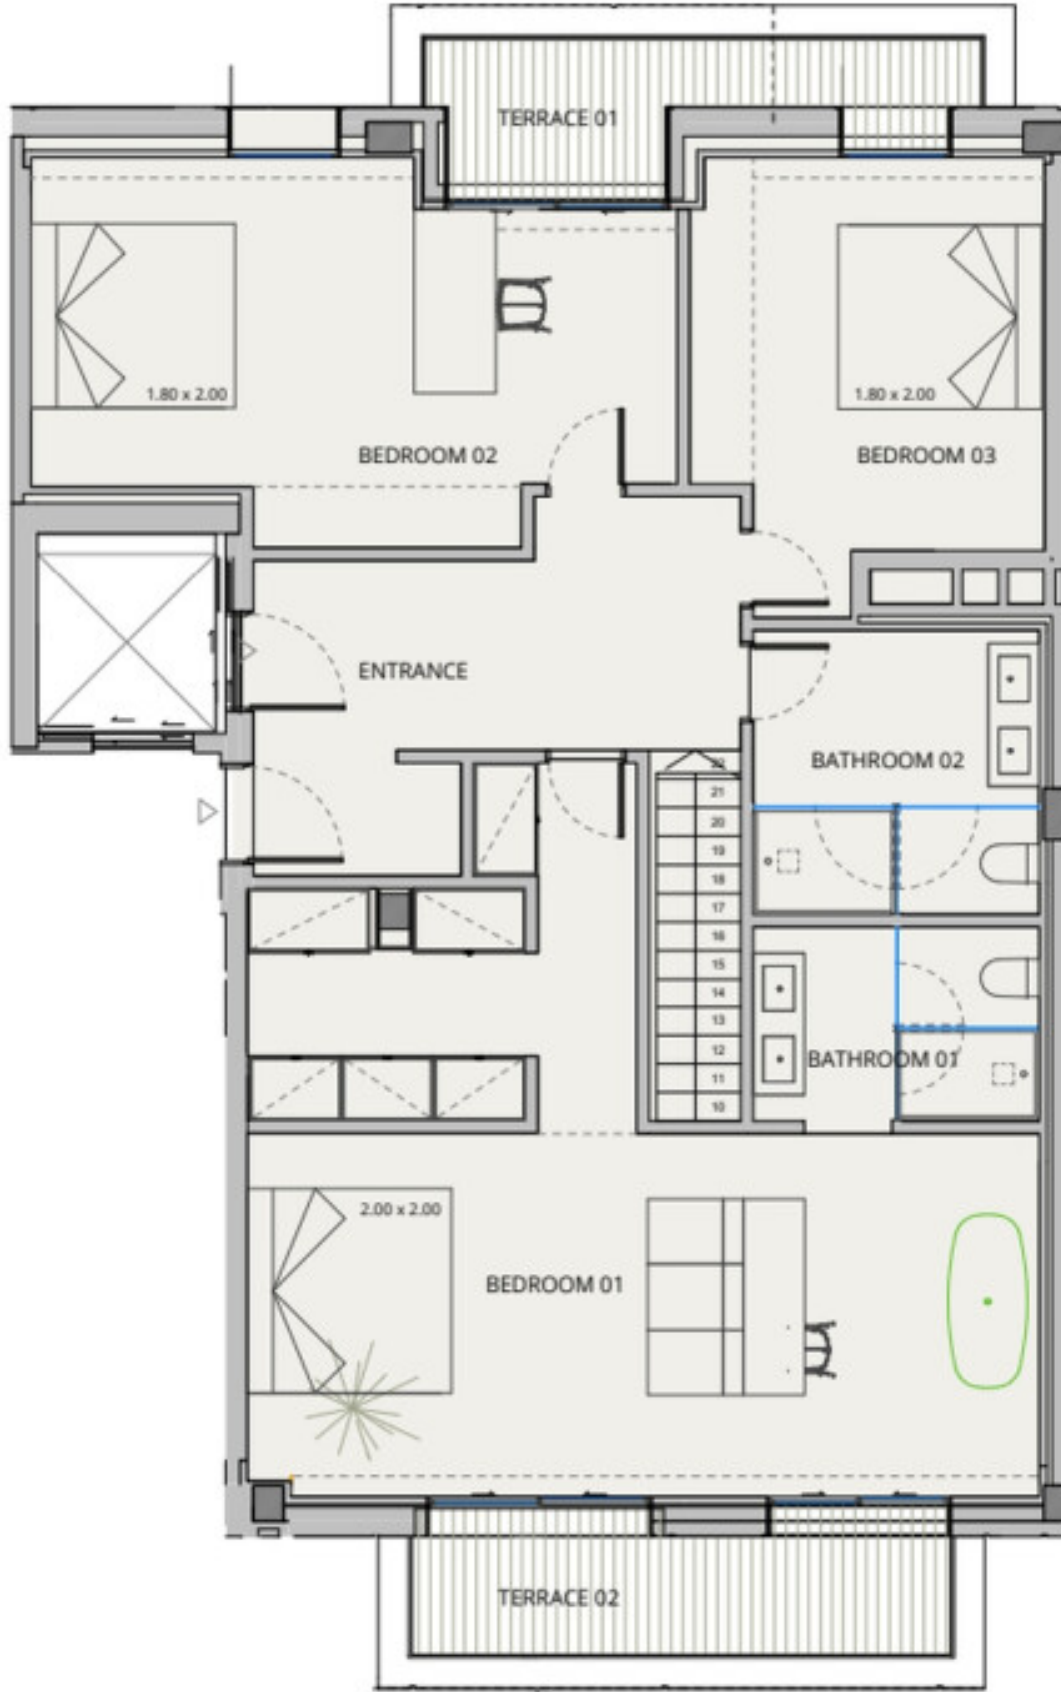 TERRACE 01
1.80 x 2.00
1.80 x 2.00
BEDROOM 02
BEDROOM 03
ENTRANCE
BATHROOM 02
22
21
20
19
18
17
16
15
14
13
12
11
10
BATHROOM 01
2.00 x 2.00
BEDROOM 01
TERRACE 02